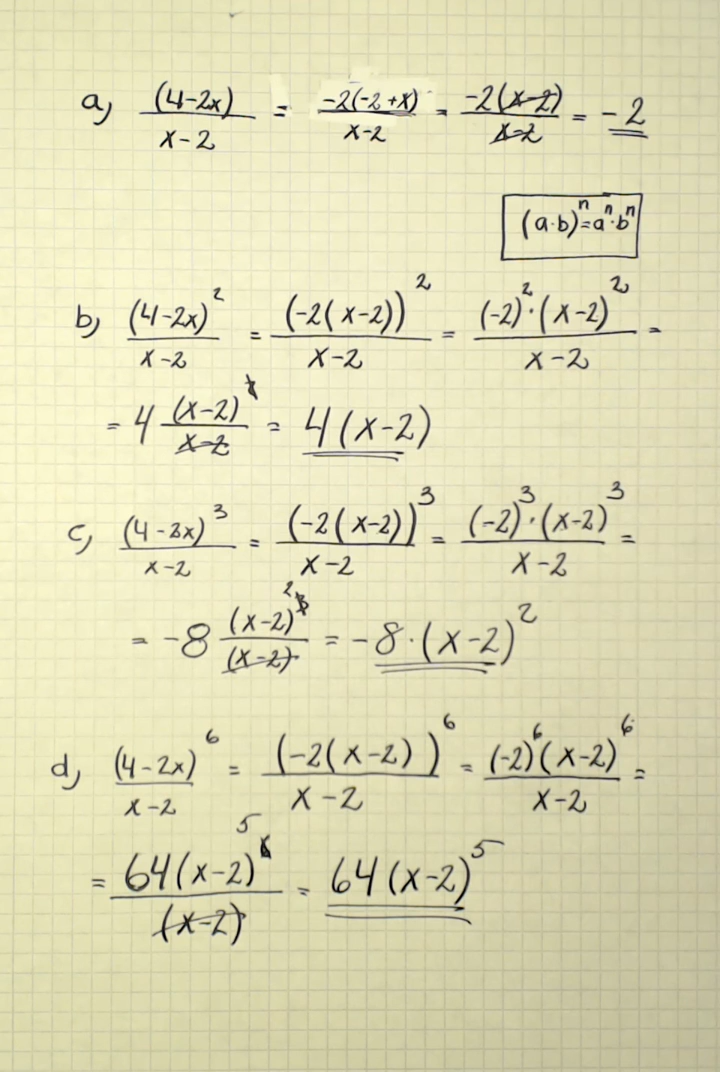 a) (4-2x)/(x-2) = -2(-2+x)/(x-2) = -2(x-2)/(x-2) = -2
(a·b)ⁿ=aⁿ·bⁿ
b) (4-2x)²/(x-2) = (-2(x-2))²/(x-2) = (-2)²·(x-2)²/(x-2) =
= 4 (x-2)/(x-2) = 4(x-2)
c) (4-2x)³/(x-2) = (-2(x-2))³/(x-2) = (-2)³·(x-2)³/(x-2) =
= -8 (x-2)²/(x-2) = -8·(x-2)²
d) (4-2x)⁶/(x-2) = (-2(x-2))⁶/(x-2) = (-2)⁶(x-2)⁶/(x-2) =
= 64(x-2)⁵/(x-2) = 64(x-2)⁵